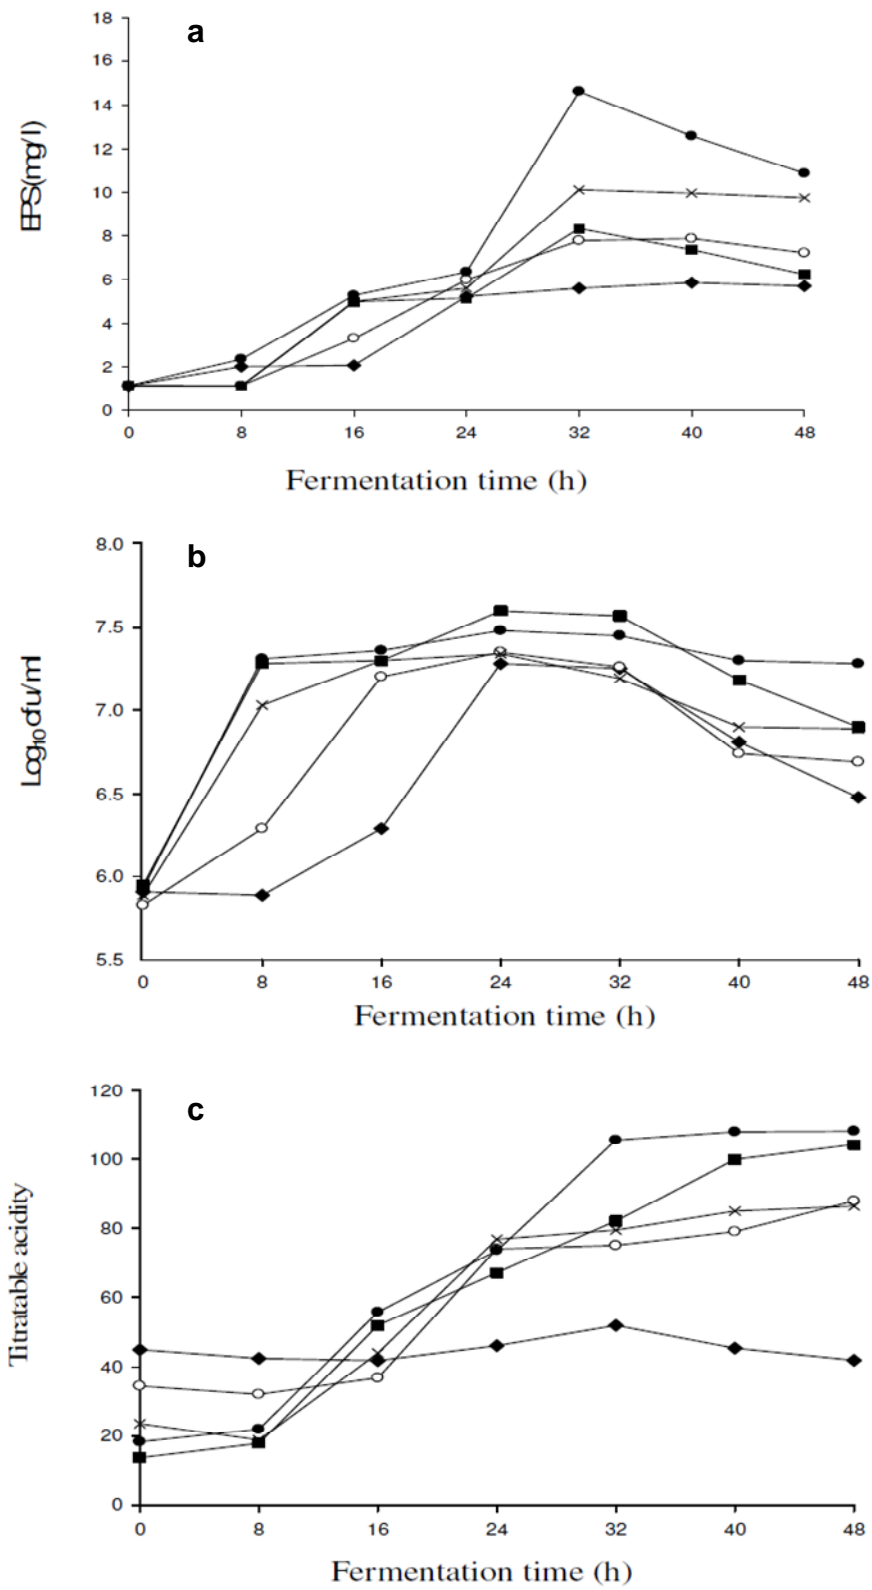 a
18
16
14
12
10
8
6
4
2
0
EPS(mg/l)
0 8 16 24 32 40 48
Fermentation time (h)
b
8.0
7.5
7.0
6.5
6.0
5.5
Log10cfu/ml
0 8 16 24 32 40 48
Fermentation time (h)
c
120
100
80
60
40
20
0
Titratable acidity
0 8 16 24 32 40 48
Fermentation time (h)